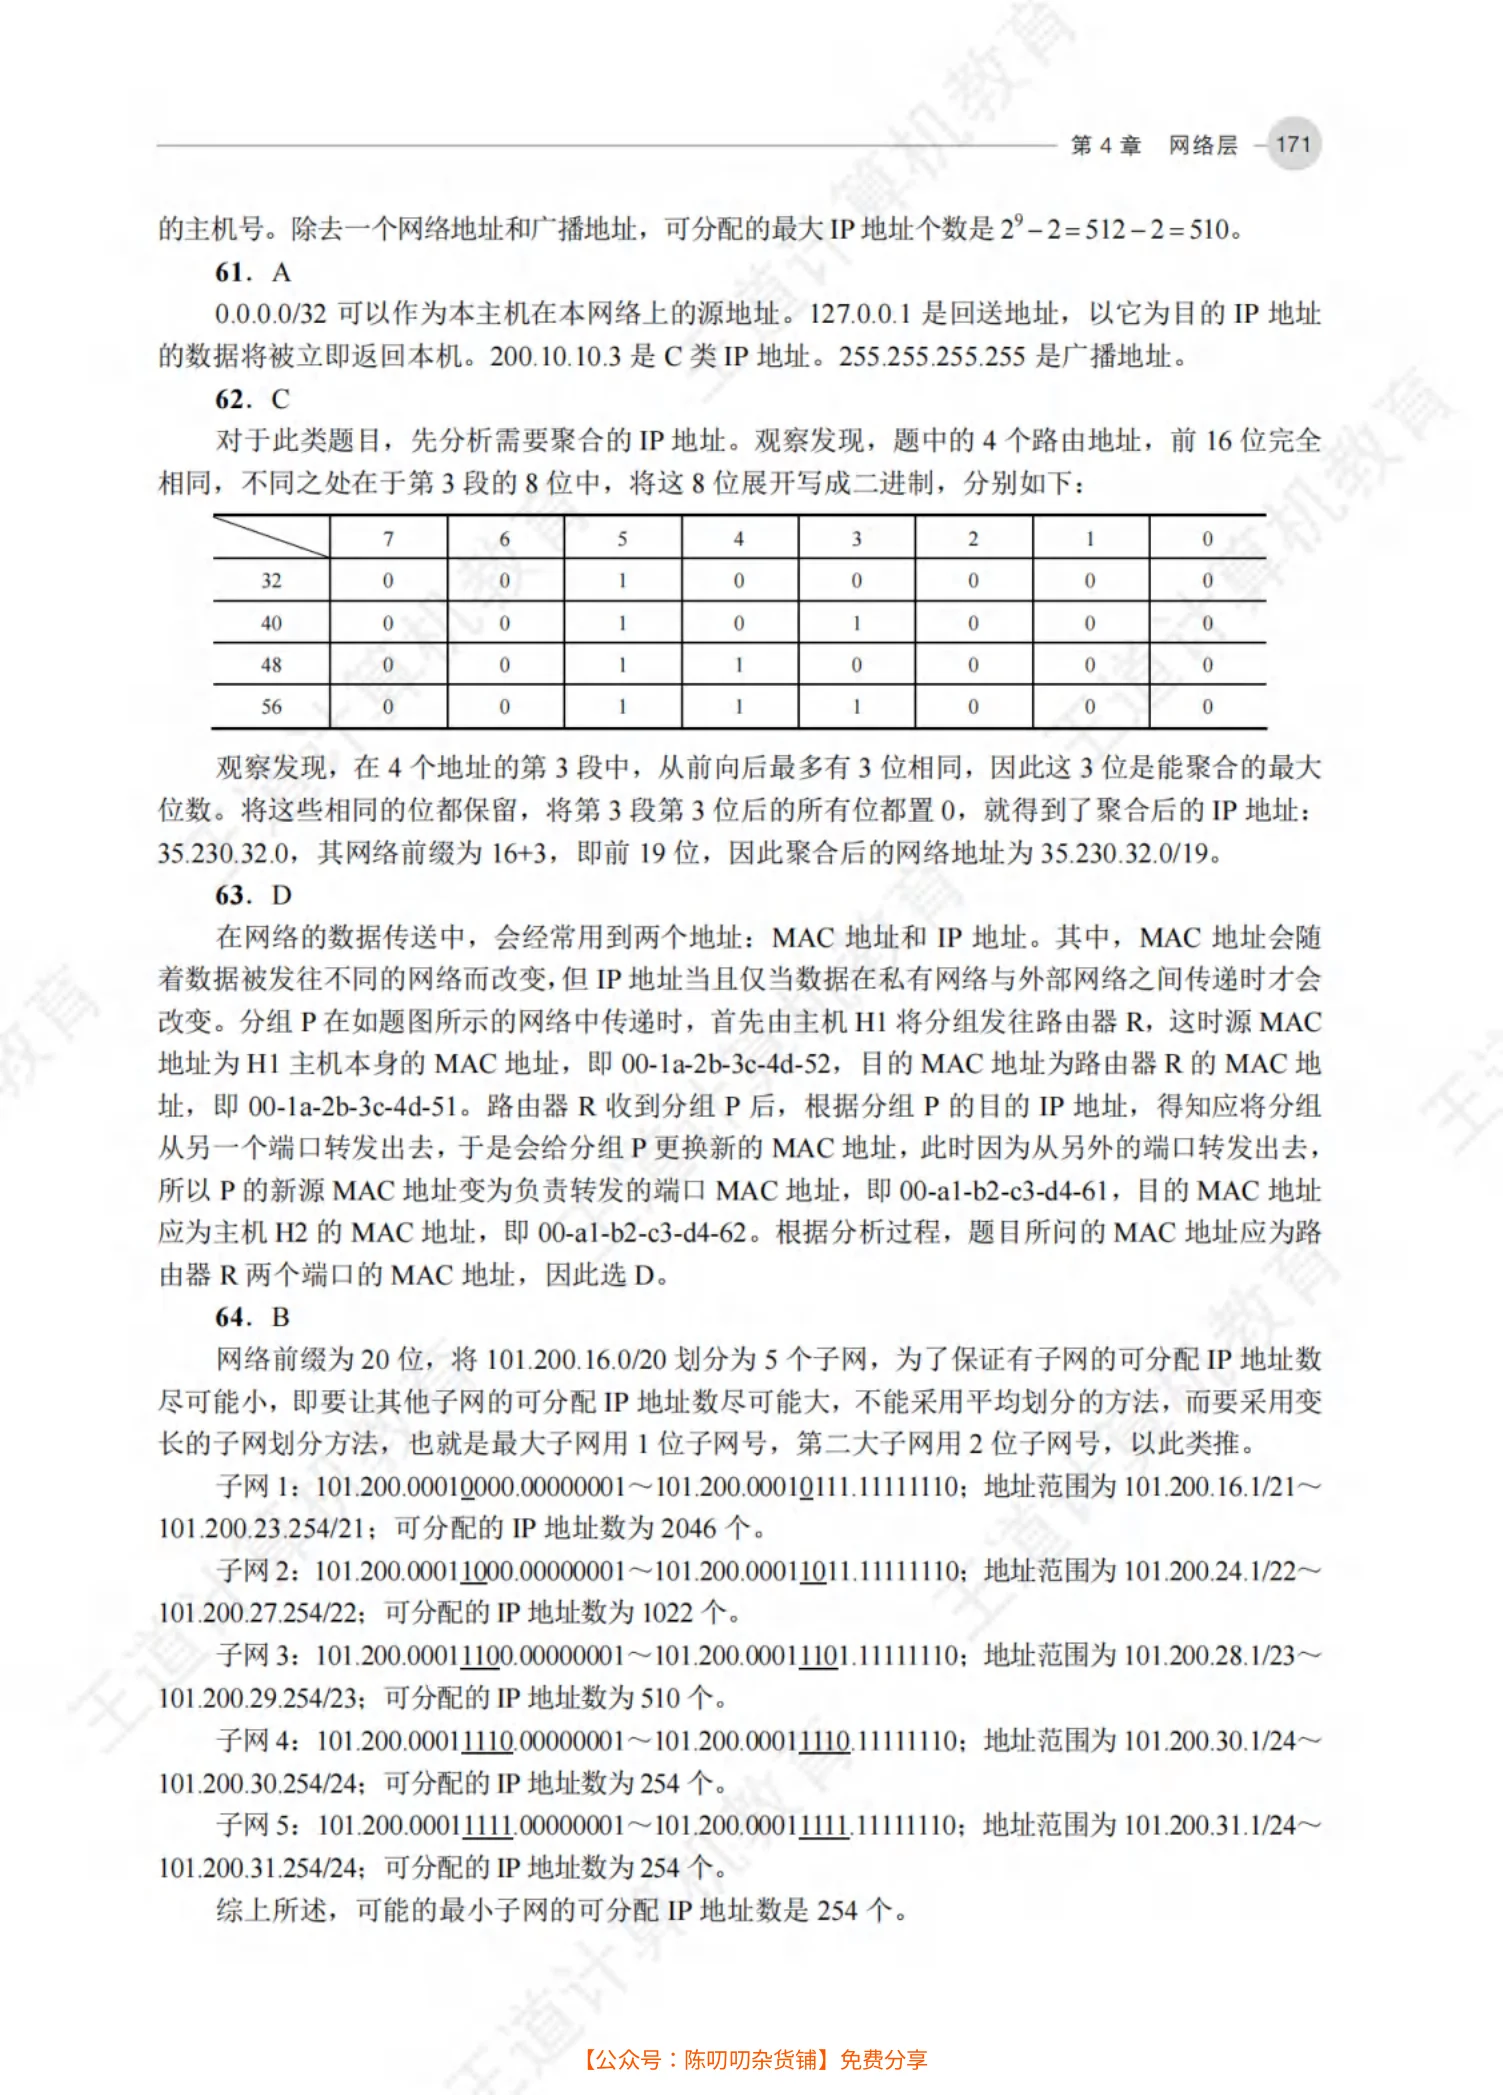 第 4 章 网络层 171
的主机号。除去一个网络地址和广播地址，可分配的最大 IP 地址个数是 2⁹ − 2 = 512 − 2 = 510。
61．A
0.0.0.0/32 可以作为本主机在本网络上的源地址。127.0.0.1 是回送地址，以它为目的 IP 地址
的数据将被立即返回本机。200.10.10.3 是 C 类 IP 地址。255.255.255.255 是广播地址。
62．C
对于此类题目，先分析需要聚合的 IP 地址。观察发现，题中的 4 个路由地址，前 16 位完全
相同，不同之处在于第 3 段的 8 位中，将这 8 位展开写成二进制，分别如下：
7 6 5 4 3 2 1 0
32 0 0 1 0 0 0 0 0
40 0 0 1 0 1 0 0 0
48 0 0 1 1 0 0 0 0
56 0 0 1 1 1 0 0 0
观察发现，在 4 个地址的第 3 段中，从前向后最多有 3 位相同，因此这 3 位是能聚合的最大
位数。将这些相同的位都保留，将第 3 段第 3 位后的所有位都置 0，就得到了聚合后的 IP 地址：
35.230.32.0，其网络前缀为 16+3，即前 19 位，因此聚合后的网络地址为 35.230.32.0/19。
63．D
在网络的数据传送中，会经常用到两个地址：MAC 地址和 IP 地址。其中，MAC 地址会随
着数据被发往不同的网络而改变，但 IP 地址当且仅当数据在私有网络与外部网络之间传递时才会
改变。分组 P 在如题图所示的网络中传递时，首先由主机 H1 将分组发往路由器 R，这时源 MAC
地址为 H1 主机本身的 MAC 地址，即 00-1a-2b-3c-4d-52，目的 MAC 地址为路由器 R 的 MAC 地
址，即 00-1a-2b-3c-4d-51。路由器 R 收到分组 P 后，根据分组 P 的目的 IP 地址，得知应将分组
从另一个端口转发出去，于是会给分组 P 更换新的 MAC 地址，此时因为从另外的端口转发出去，
所以 P 的新源 MAC 地址变为负责转发的端口 MAC 地址，即 00-a1-b2-c3-d4-61，目的 MAC 地址
应为主机 H2 的 MAC 地址，即 00-a1-b2-c3-d4-62。根据分析过程，题目所问的 MAC 地址应为路
由器 R 两个端口的 MAC 地址，因此选 D。
64．B
网络前缀为 20 位，将 101.200.16.0/20 划分为 5 个子网，为了保证有子网的可分配 IP 地址数
尽可能小，即要让其他子网的可分配 IP 地址数尽可能大，不能采用平均划分的方法，而要采用变
长的子网划分方法，也就是最大子网用 1 位子网号，第二大子网用 2 位子网号，以此类推。
子网 1：101.200.00010000.00000001～101.200.00010111.11111110；地址范围为 101.200.16.1/21～
101.200.23.254/21；可分配的 IP 地址数为 2046 个。
子网 2：101.200.00011000.00000001～101.200.00011011.11111110；地址范围为 101.200.24.1/22～
101.200.27.254/22；可分配的 IP 地址数为 1022 个。
子网 3：101.200.00011100.00000001～101.200.00011101.11111110；地址范围为 101.200.28.1/23～
101.200.29.254/23；可分配的 IP 地址数为 510 个。
子网 4：101.200.00011110.00000001～101.200.00011110.11111110；地址范围为 101.200.30.1/24～
101.200.30.254/24；可分配的 IP 地址数为 254 个。
子网 5：101.200.00011111.00000001～101.200.00011111.11111110；地址范围为 101.200.31.1/24～
101.200.31.254/24；可分配的 IP 地址数为 254 个。
综上所述，可能的最小子网的可分配 IP 地址数是 254 个。
王道计算机教育
【公众号：陈叨叨杂货铺】免费分享